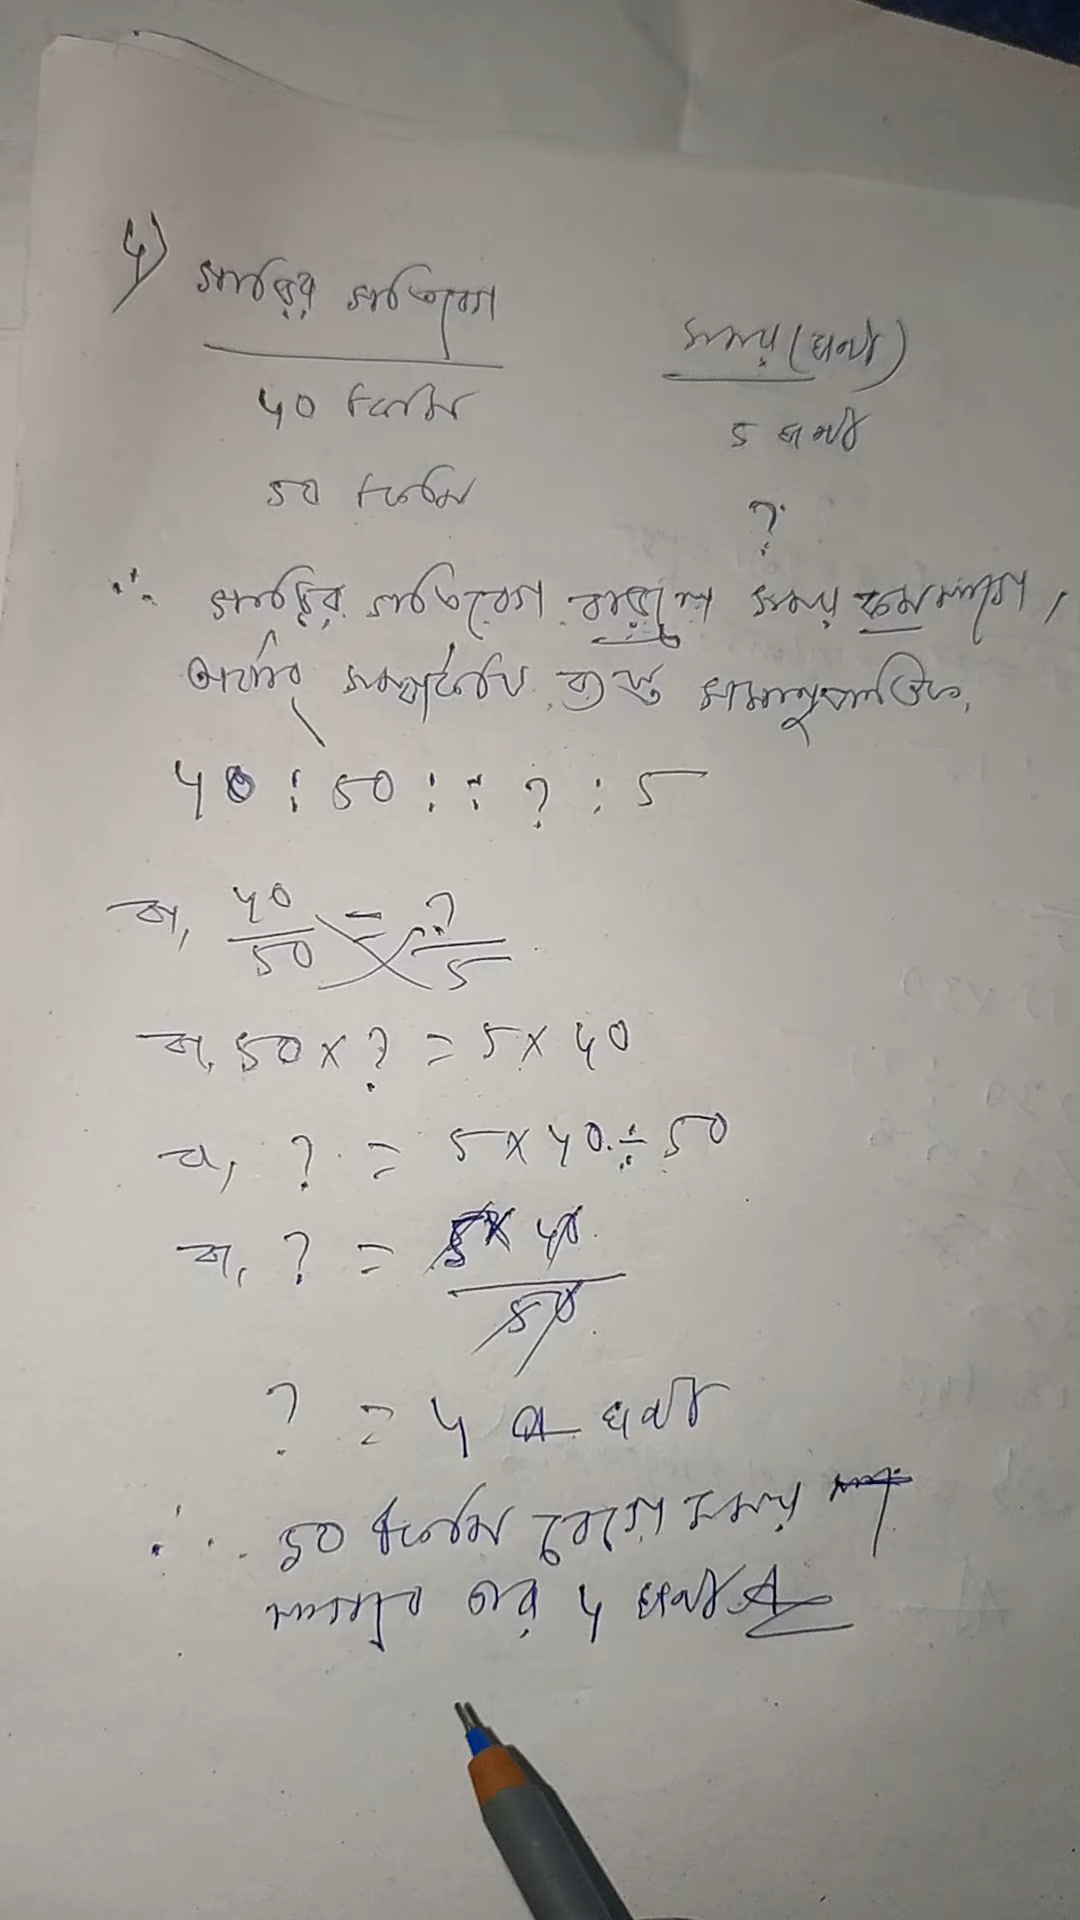 4) গাড়ির গতিবেগ
সময় (ঘন্টা)
40 কিমি
5 ঘন্টা
50 কিমি
?
∴ গাড়ির গতিবেগ বাড়লে সময় কম লাগে,
অর্থাৎ সম্পর্কটি ব্যস্ত সমানুপাতিক.
40 : 50 :: ? : 5
বা, 40/50 = ?/5
বা, 50 × ? = 5 × 40
বা, ? = 5 × 40 ÷ 50
বা, ? = 5 × 40 / 50
? = 4 ঘন্টা
∴ 50 কিমি বেগে সময়
লাগবে 4 ঘন্টা